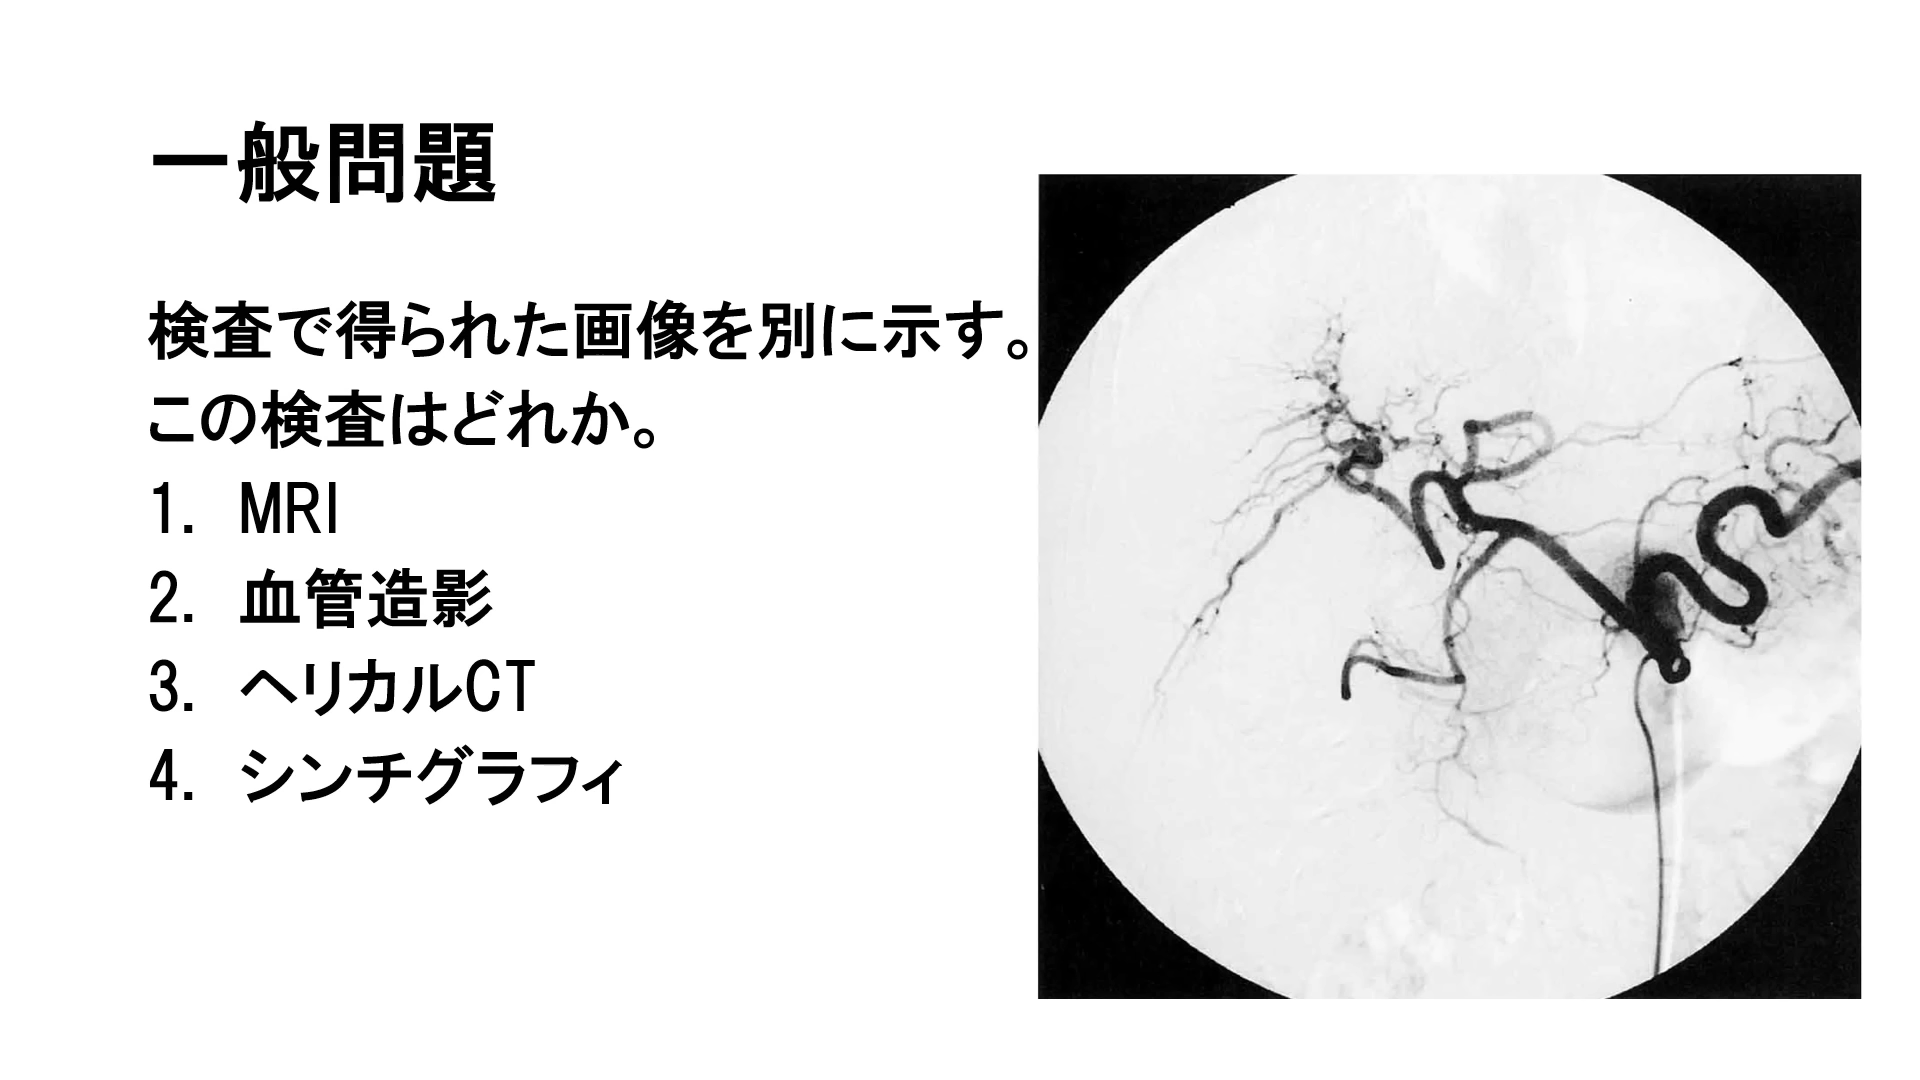 一般問題
検査で得られた画像を別に示す。
この検査はどれか。
1. MRI
2. 血管造影
3. ヘリカルCT
4. シンチグラフィ